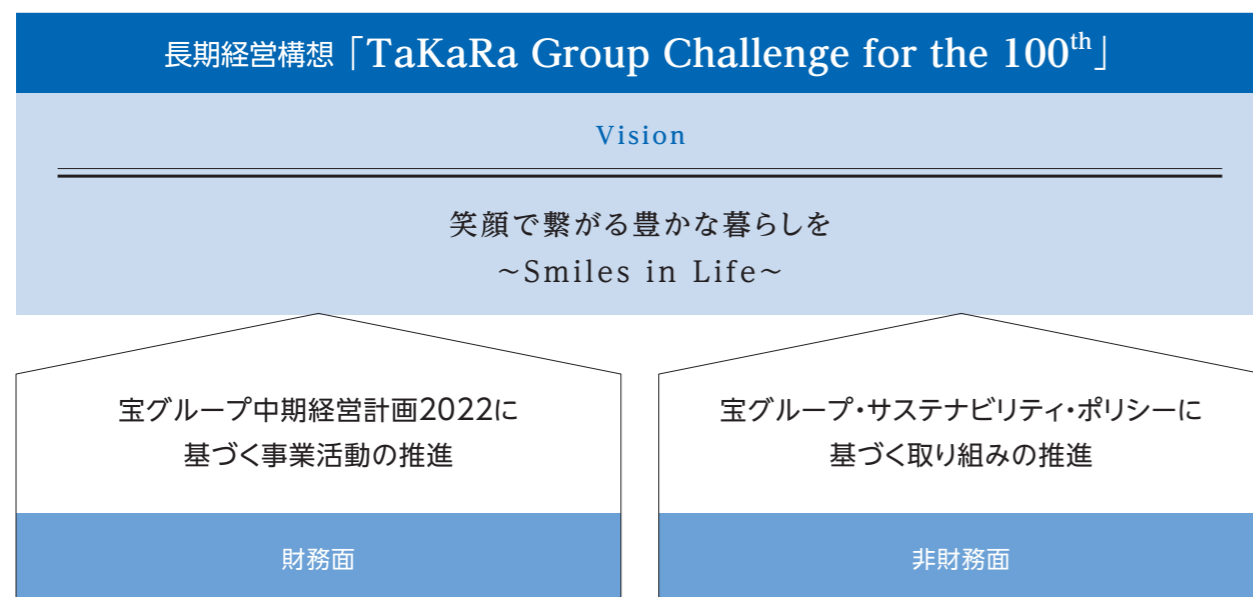 長期経営構想「TaKaRa Group Challenge for the 100th」
Vision
笑顔で繋がる豊かな暮らしを
~Smiles in Life~
宝グループ中期経営計画2022に
基づく事業活動の推進
財務面
宝グループ・サステナビリティ・ポリシーに
基づく取り組みの推進
非財務面